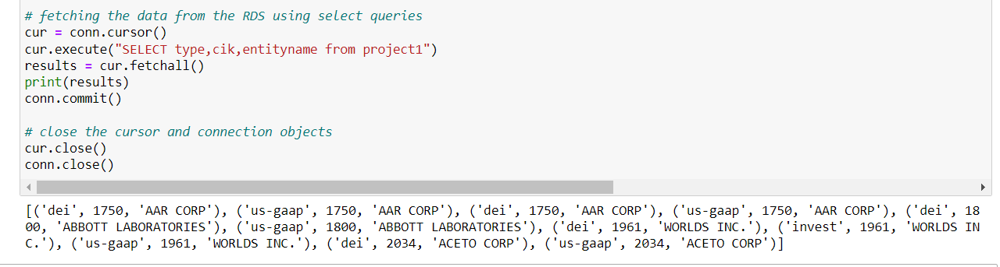 # fetching the data from the RDS using select queries
cur = conn.cursor()
cur.execute("SELECT type,cik,entityname from project1")
results = cur.fetchall()
print(results)
conn.commit()
# close the cursor and connection objects
cur.close()
conn.close()
[('dei', 1750, 'AAR CORP'), ('us-gaap', 1750, 'AAR CORP'), ('dei', 1750, 'AAR CORP'), ('us-gaap', 1750, 'AAR CORP'), ('dei', 18
00, 'ABBOTT LABORATORIES'), ('us-gaap', 1800, 'ABBOTT LABORATORIES'), ('dei', 1961, 'WORLDS INC.'), ('invest', 1961, 'WORLDS IN
C.'), ('us-gaap', 1961, 'WORLDS INC.'), ('dei', 2034, 'ACETO CORP'), ('us-gaap', 2034, 'ACETO CORP')]